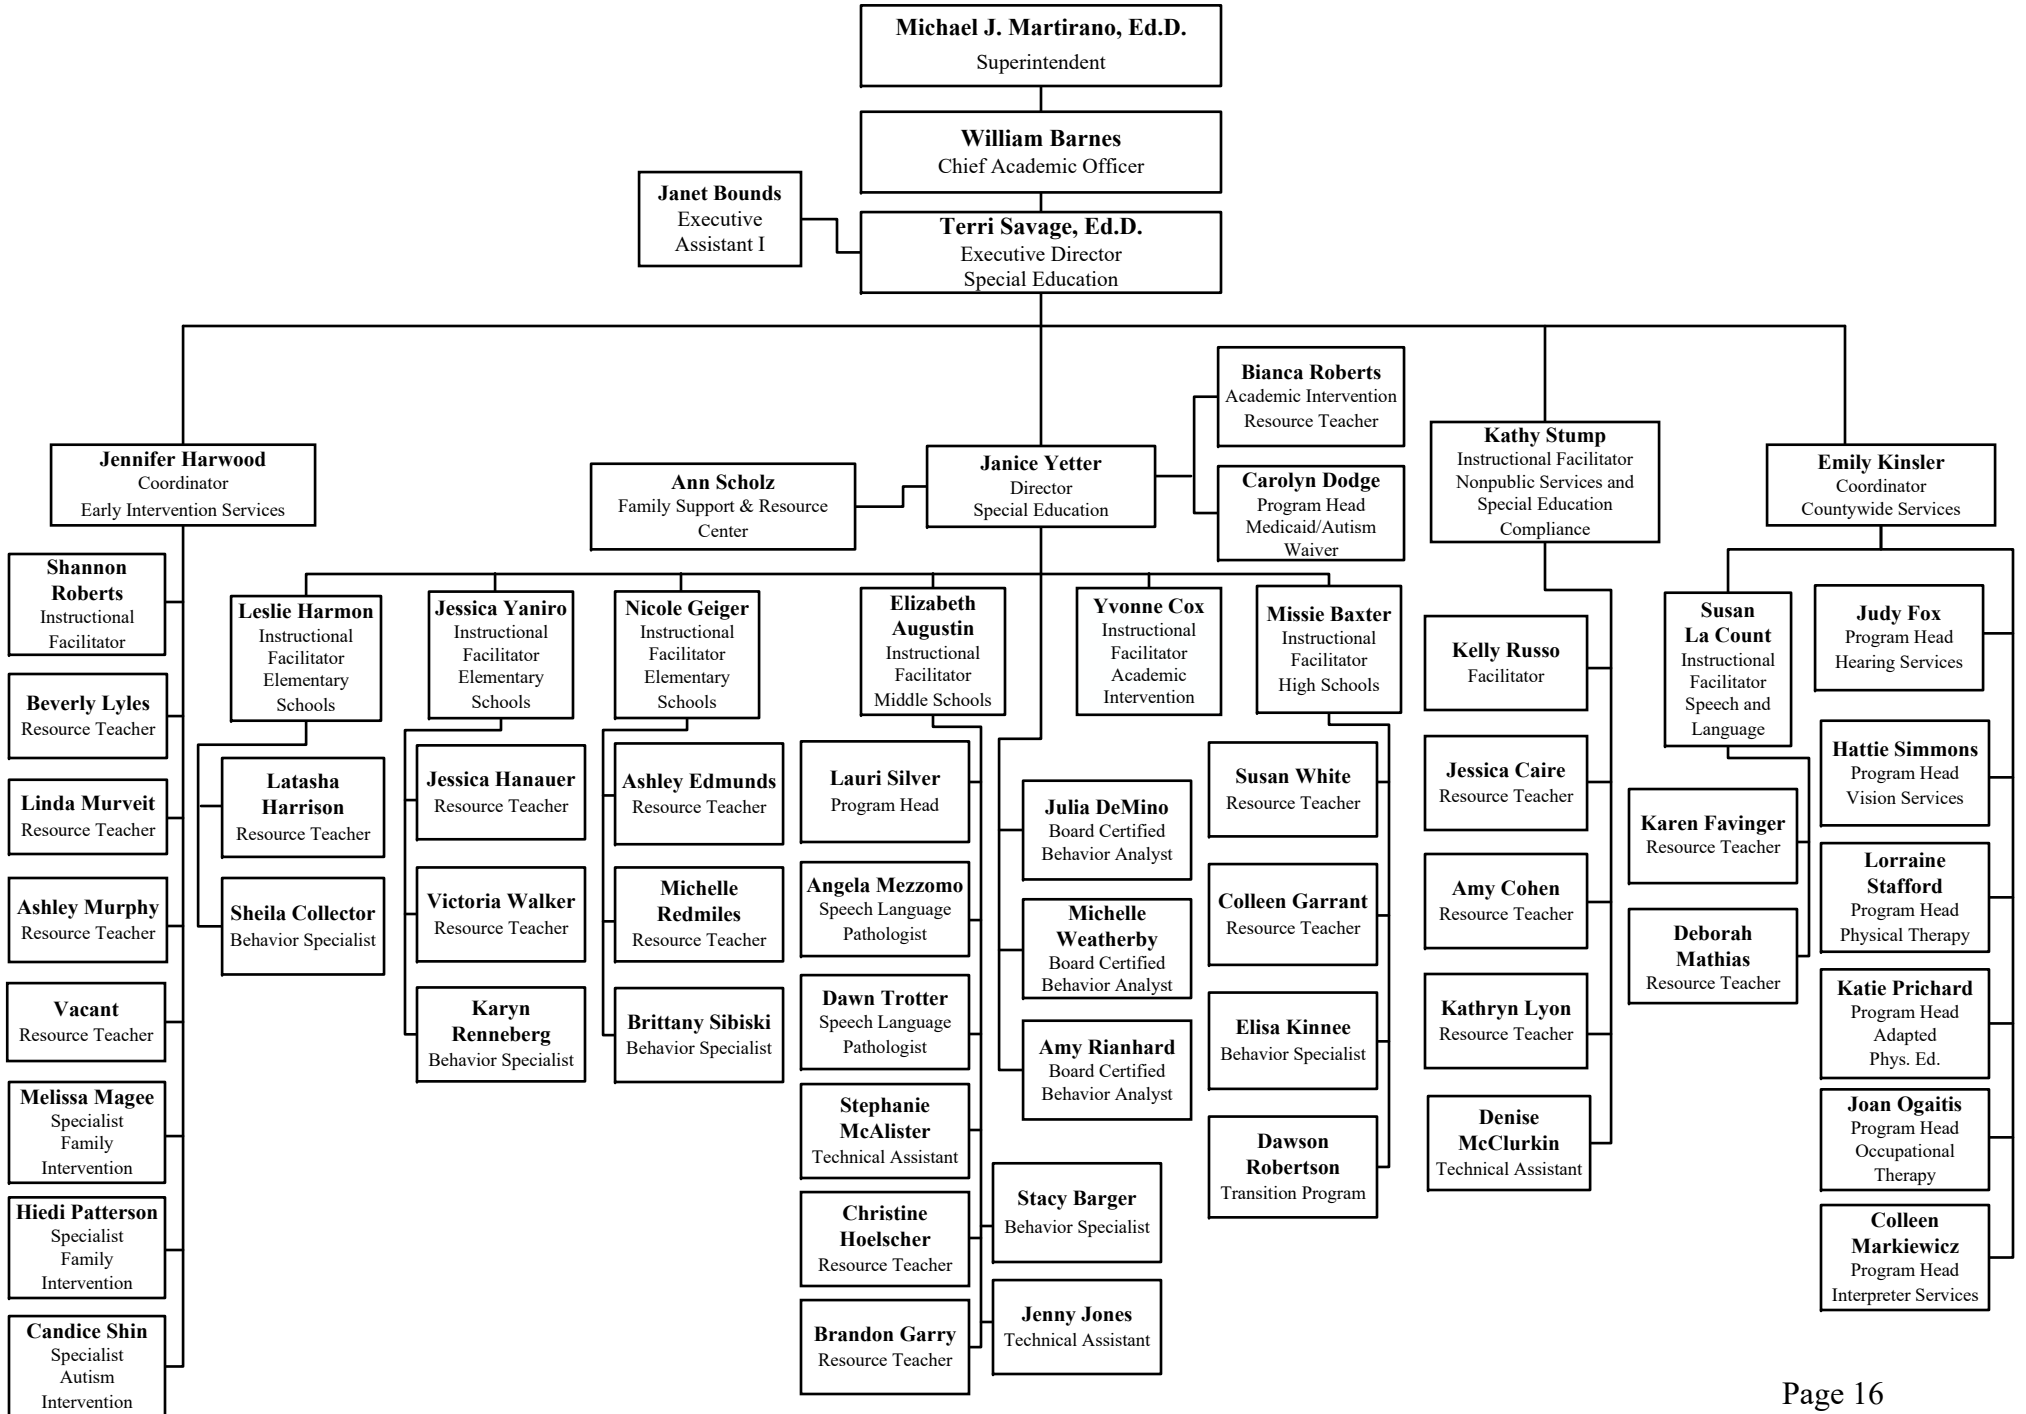 Michael J. Martirano, Ed.D.
Superintendent
William Barnes
Chief Academic Officer
Janet Bounds
Executive
Assistant I
Terri Savage, Ed.D.
Executive Director
Special Education
Bianca Roberts
Academic Intervention
Resource Teacher
Jennifer Harwood
Coordinator
Early Intervention Services
Ann Scholz
Family Support & Resource
Center
Janice Yetter
Director
Special Education
Carolyn Dodge
Program Head
Medicaid/Autism
Waiver
Kathy Stump
Instructional Facilitator
Nonpublic Services and
Special Education
Compliance
Emily Kinsler
Coordinator
Countywide Services
Shannon
Roberts
Instructional
Facilitator
Beverly Lyles
Resource Teacher
Linda Murveit
Resource Teacher
Ashley Murphy
Resource Teacher
Vacant
Resource Teacher
Melissa Magee
Specialist
Family
Intervention
Hiedi Patterson
Specialist
Family
Intervention
Candice Shin
Specialist
Autism
Intervention
Leslie Harmon
Instructional
Facilitator
Elementary
Schools
Latasha
Harrison
Resource Teacher
Sheila Collector
Behavior Specialist
Jessica Yaniro
Instructional
Facilitator
Elementary
Schools
Jessica Hanauer
Resource Teacher
Victoria Walker
Resource Teacher
Karyn
Renneberg
Behavior Specialist
Nicole Geiger
Instructional
Facilitator
Elementary
Schools
Ashley Edmunds
Resource Teacher
Michelle
Redmiles
Resource Teacher
Brittany Sibiski
Behavior Specialist
Elizabeth
Augustin
Instructional
Facilitator
Middle Schools
Lauri Silver
Program Head
Angela Mezzomo
Speech Language
Pathologist
Dawn Trotter
Speech Language
Pathologist
Stephanie
McAlister
Technical Assistant
Christine
Hoelscher
Resource Teacher
Brandon Garry
Resource Teacher
Stacy Barger
Behavior Specialist
Jenny Jones
Technical Assistant
Julia DeMino
Board Certified
Behavior Analyst
Michelle
Weatherby
Board Certified
Behavior Analyst
Amy Rianhard
Board Certified
Behavior Analyst
Yvonne Cox
Instructional
Facilitator
Academic
Intervention
Missie Baxter
Instructional
Facilitator
High Schools
Susan White
Resource Teacher
Colleen Garrant
Resource Teacher
Elisa Kinnee
Behavior Specialist
Dawson
Robertson
Transition Program
Kelly Russo
Facilitator
Jessica Caire
Resource Teacher
Amy Cohen
Resource Teacher
Kathryn Lyon
Resource Teacher
Denise
McClurkin
Technical Assistant
Susan
La Count
Instructional
Facilitator
Speech and
Language
Karen Favinger
Resource Teacher
Deborah
Mathias
Resource Teacher
Judy Fox
Program Head
Hearing Services
Hattie Simmons
Program Head
Vision Services
Lorraine
Stafford
Program Head
Physical Therapy
Katie Prichard
Program Head
Adapted
Phys. Ed.
Joan Ogaitis
Program Head
Occupational
Therapy
Colleen
Markiewicz
Program Head
Interpreter Services
Page 16